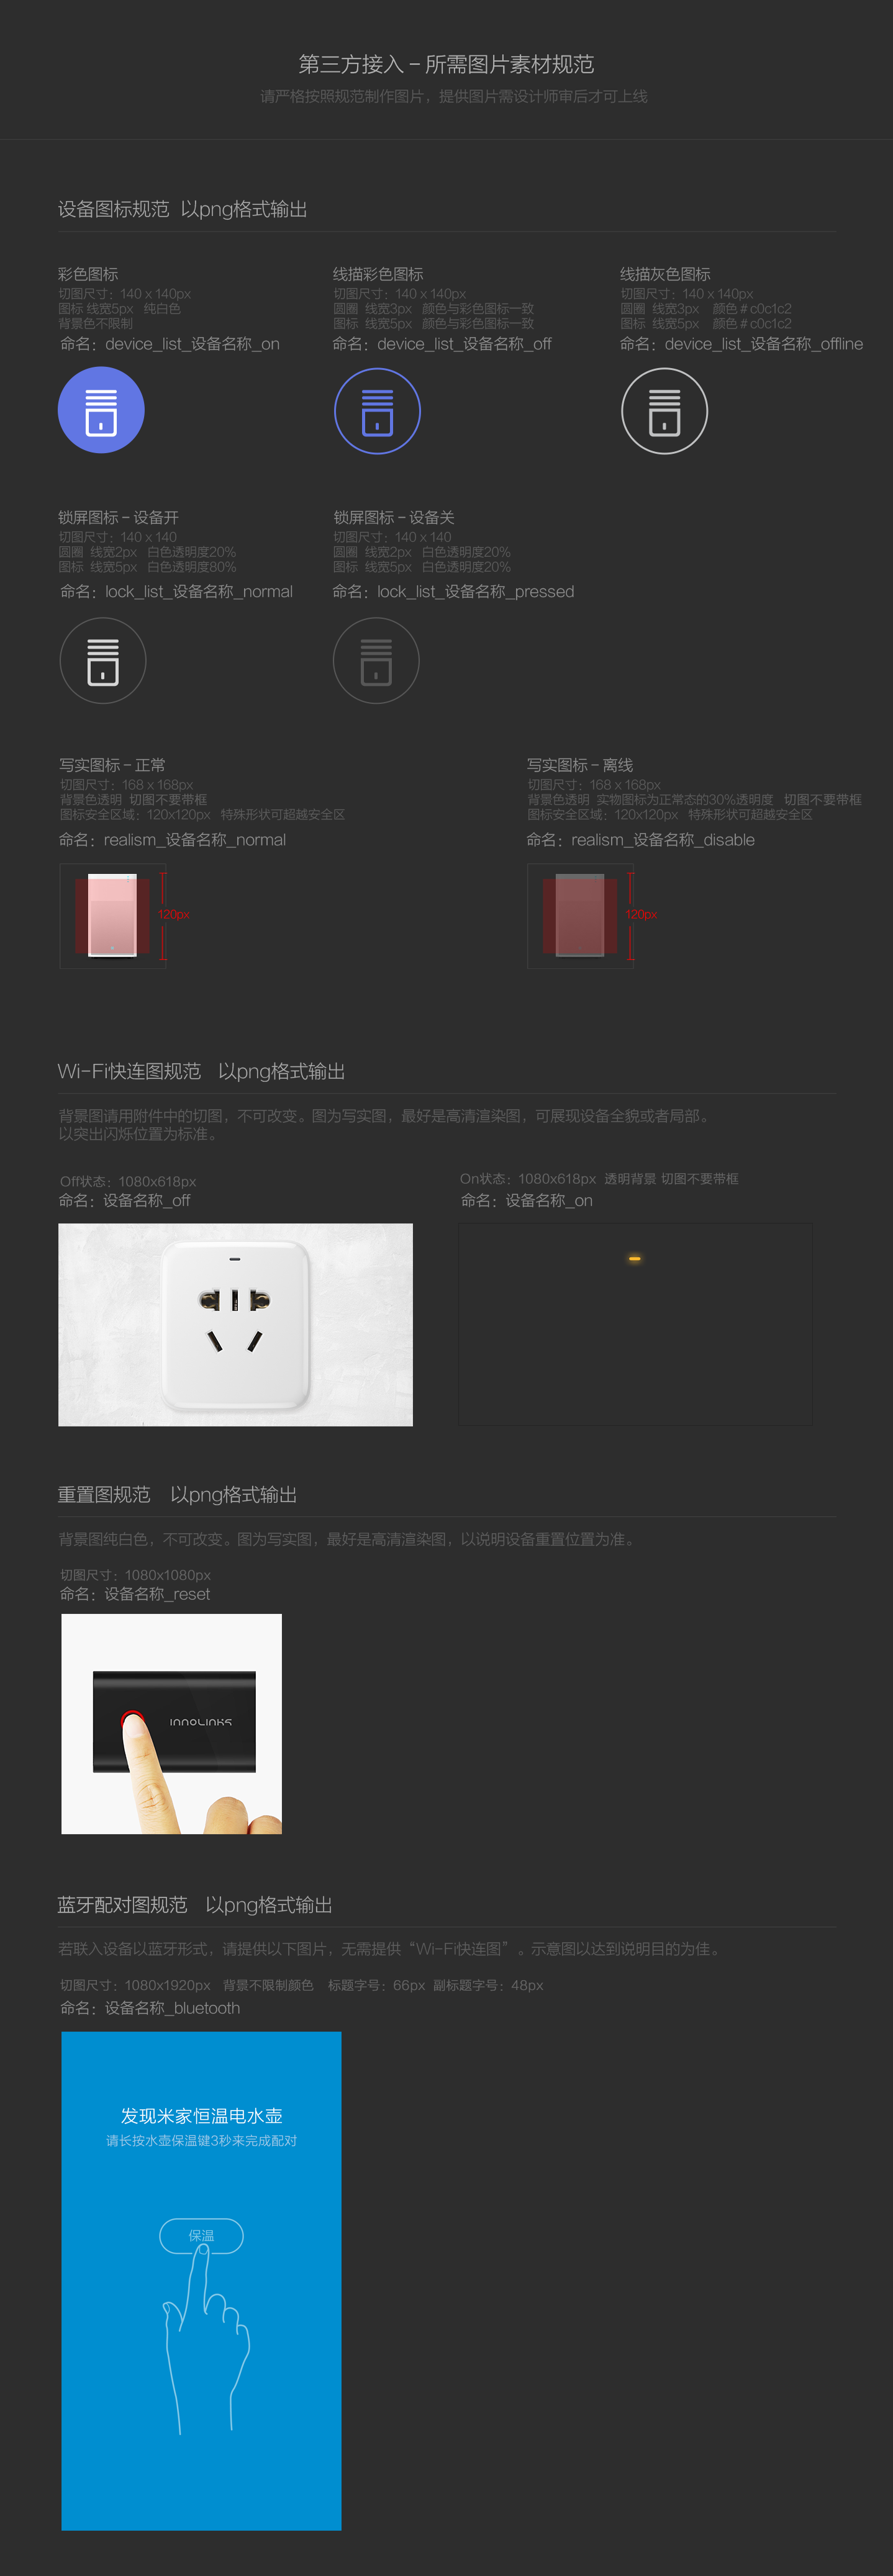 第三方接入 – 所需图片素材规范
请严格按照规范制作图片，提供图片需设计师审后才可上线
设备图标规范 以png格式输出
彩色图标
切图尺寸：140 x 140px
图标 线宽5px 纯白色
背景色不限制
命名：device_list_设备名称_on
线描彩色图标
切图尺寸：140 x 140px
圆圈 线宽3px 颜色与彩色图标一致
图标 线宽5px 颜色与彩色图标一致
命名：device_list_设备名称_off
线描灰色图标
切图尺寸：140 x 140px
圆圈 线宽3px 颜色 # c0c1c2
图标 线宽5px 颜色 # c0c1c2
命名：device_list_设备名称_offline
锁屏图标 – 设备开
切图尺寸：140 x 140
圆圈 线宽2px 白色透明度20%
图标 线宽5px 白色透明度80%
命名：lock_list_设备名称_normal
锁屏图标 – 设备关
切图尺寸：140 x 140
圆圈 线宽2px 白色透明度20%
图标 线宽5px 白色透明度20%
命名：lock_list_设备名称_pressed
写实图标 – 正常
切图尺寸：168 x 168px
背景色透明 切图不要带框
图标安全区域：120x120px 特殊形状可超越安全区
命名：realism_设备名称_normal
120px
写实图标 – 离线
切图尺寸：168 x 168px
背景色透明 实物图标为正常态的30%透明度 切图不要带框
图标安全区域：120x120px 特殊形状可超越安全区
命名：realism_设备名称_disable
120px
Wi-Fi快连图规范 以png格式输出
背景图请用附件中的切图，不可改变。图为写实图，最好是高清渲染图，可展现设备全貌或者局部。
以突出闪烁位置为标准。
Off状态：1080x618px
命名：设备名称_off
On状态：1080x618px 透明背景 切图不要带框
命名：设备名称_on
重置图规范 以png格式输出
背景图纯白色，不可改变。图为写实图，最好是高清渲染图，以说明设备重置位置为准。
切图尺寸：1080x1080px
命名：设备名称_reset
INNOLINKS
蓝牙配对图规范 以png格式输出
若联入设备以蓝牙形式，请提供以下图片，无需提供“Wi-Fi快连图”。示意图以达到说明目的为佳。
切图尺寸：1080x1920px 背景不限制颜色 标题字号：66px 副标题字号：48px
命名：设备名称_bluetooth
发现米家恒温电水壶
请长按水壶保温键3秒来完成配对
保温